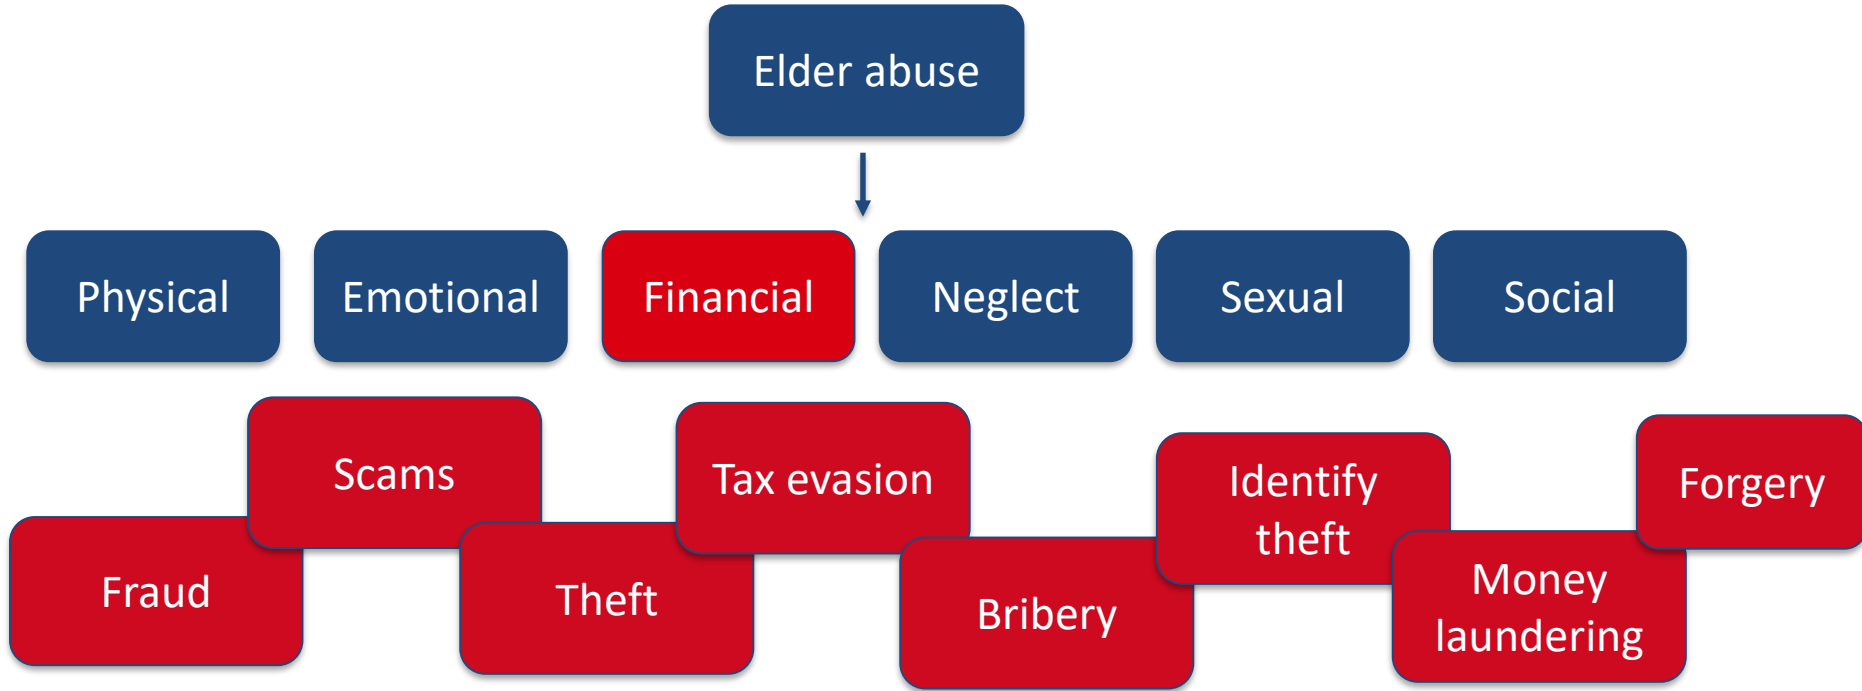 Elder abuse
Physical
Emotional
Financial
Neglect
Sexual
Social
Scams
Tax evasion
Identify
theft
Forgery
Fraud
Theft
Bribery
Money
laundering